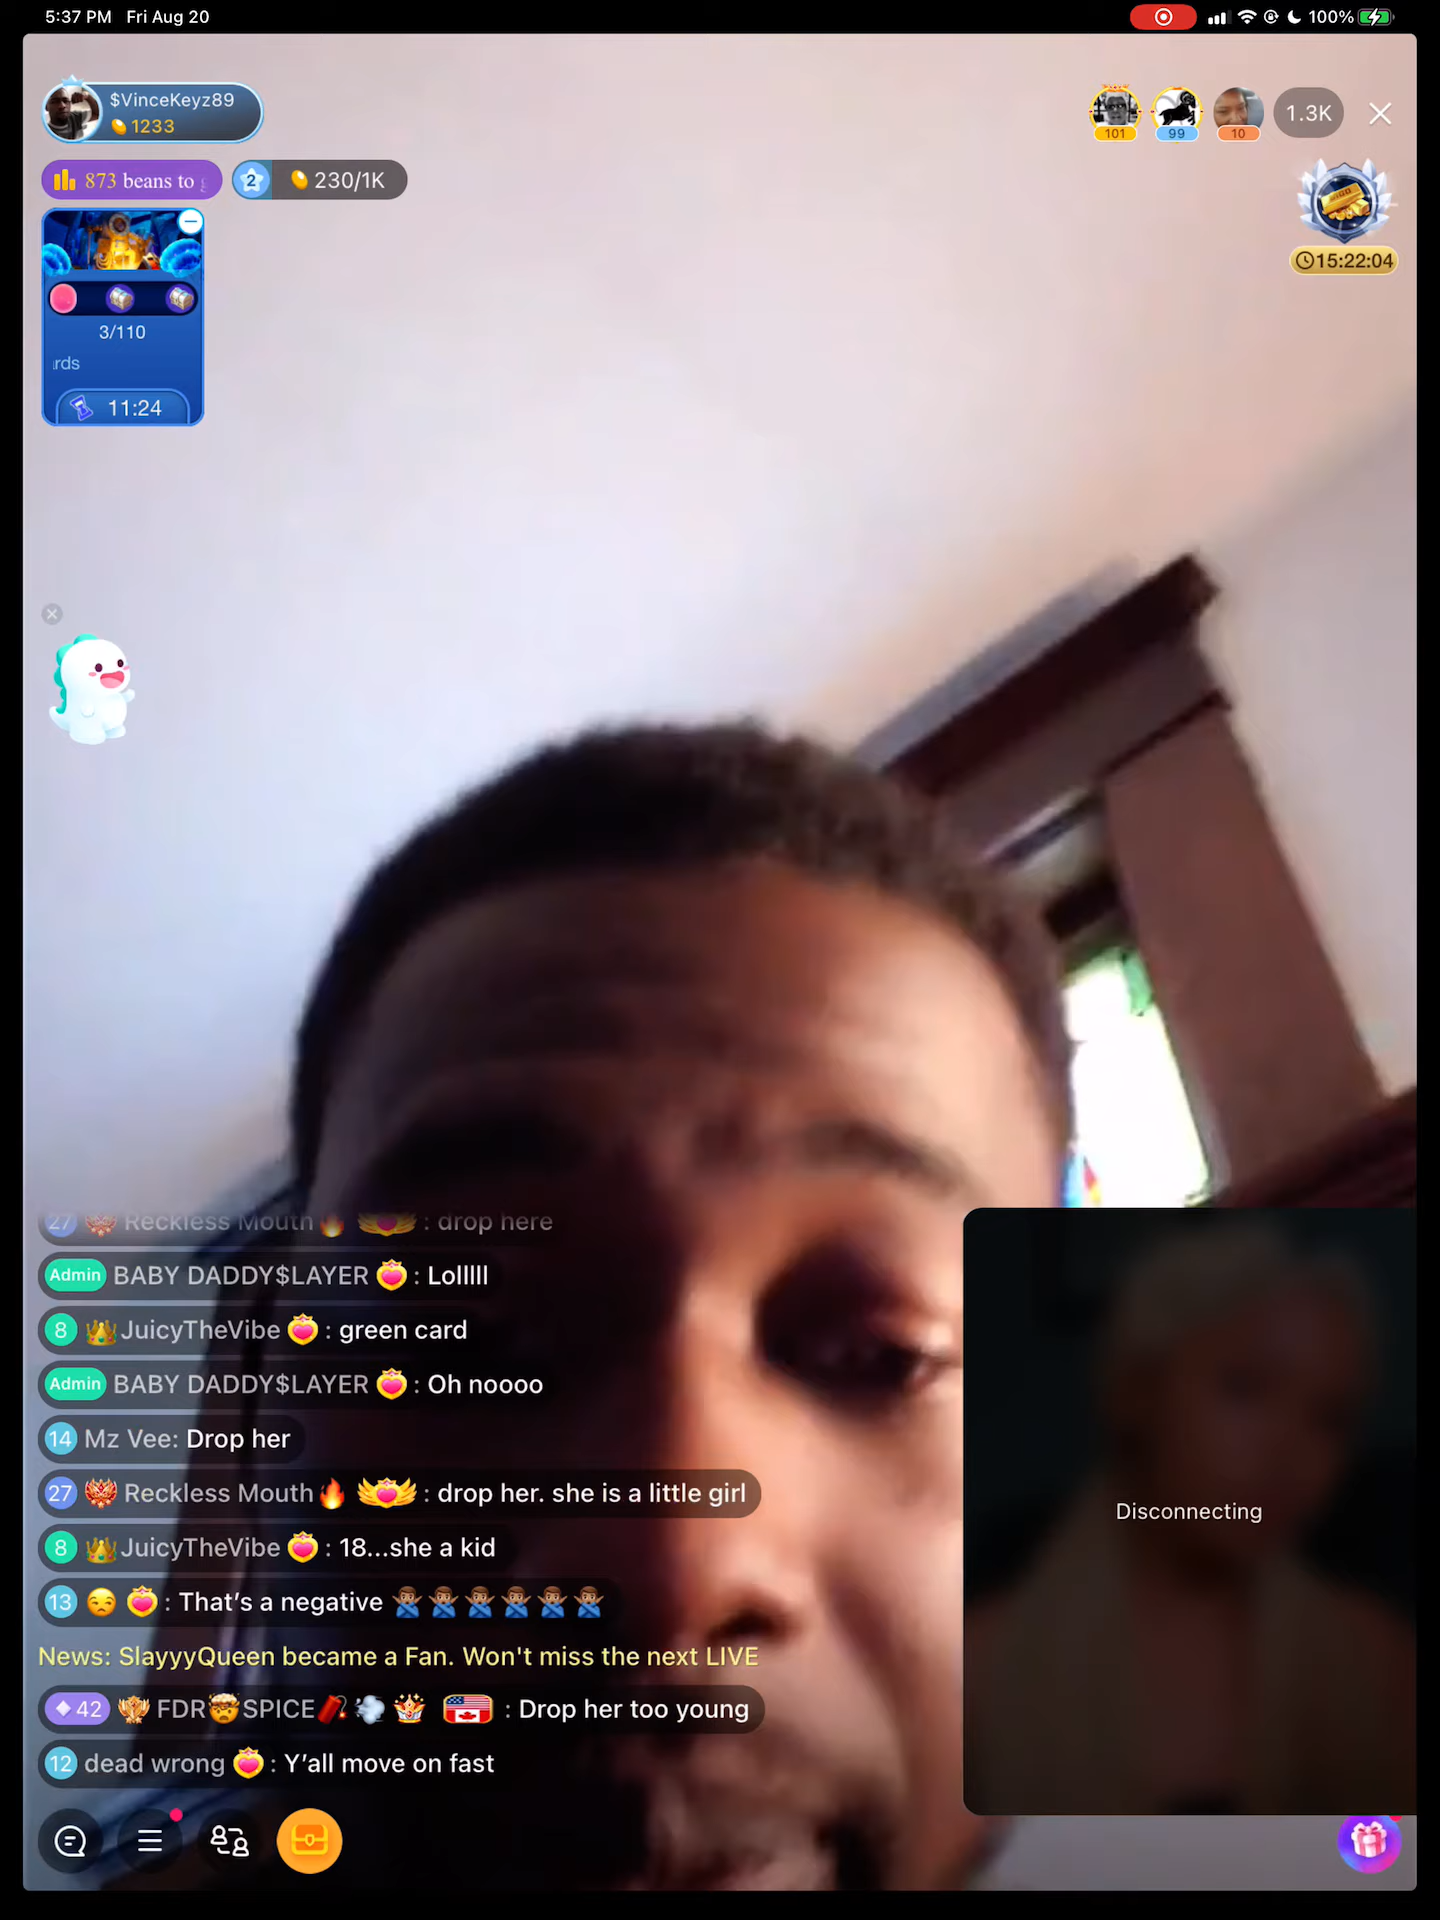 5:37 PM Fri Aug 20
100%
$VinceKeyz89
1233
101
99
10
1.3K
873 beans to
2
230/1K
15:22:04
3/110
rds
11:24
27 Reckless Mouth : drop here
Admin BABY DADDY$LAYER : Lolllll
8 JuicyTheVibe : green card
Admin BABY DADDY$LAYER : Oh noooo
14 Mz Vee: Drop her
27 Reckless Mouth : drop her. she is a little girl
8 JuicyTheVibe : 18...she a kid
13 : That’s a negative
News: SlayyyQueen became a Fan. Won't miss the next LIVE
42 FDR SPICE : Drop her too young
12 dead wrong : Y’all move on fast
Disconnecting